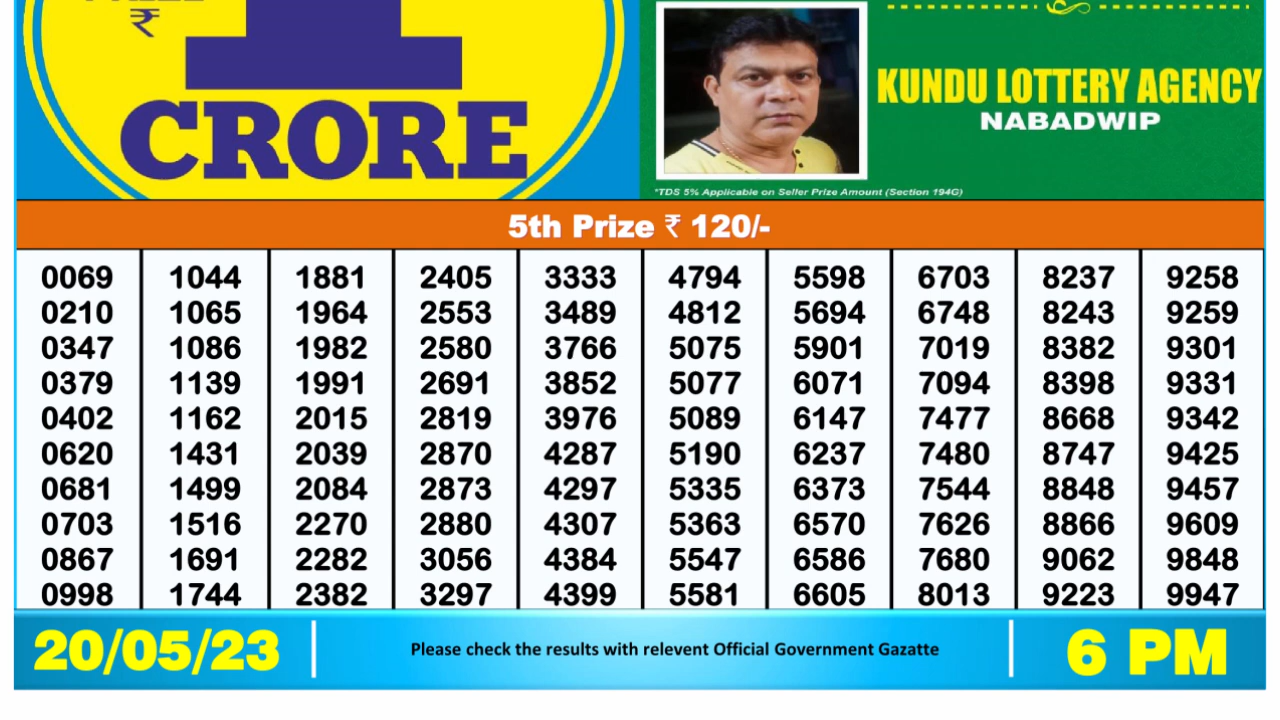 ₹
1
CRORE
KUNDU LOTTERY AGENCY
NABADWIP
*TDS 5% Applicable on Seller Prize Amount (Section 194G)
5th Prize ₹ 120/-
0069 1044 1881 2405 3333 4794 5598 6703 8237 9258
0210 1065 1964 2553 3489 4812 5694 6748 8243 9259
0347 1086 1982 2580 3766 5075 5901 7019 8382 9301
0379 1139 1991 2691 3852 5077 6071 7094 8398 9331
0402 1162 2015 2819 3976 5089 6147 7477 8668 9342
0620 1431 2039 2870 4287 5190 6237 7480 8747 9425
0681 1499 2084 2873 4297 5335 6373 7544 8848 9457
0703 1516 2270 2880 4307 5363 6570 7626 8866 9609
0867 1691 2282 3056 4384 5547 6586 7680 9062 9848
0998 1744 2382 3297 4399 5581 6605 8013 9223 9947
20/05/23
Please check the results with relevent Official Government Gazatte
6 PM